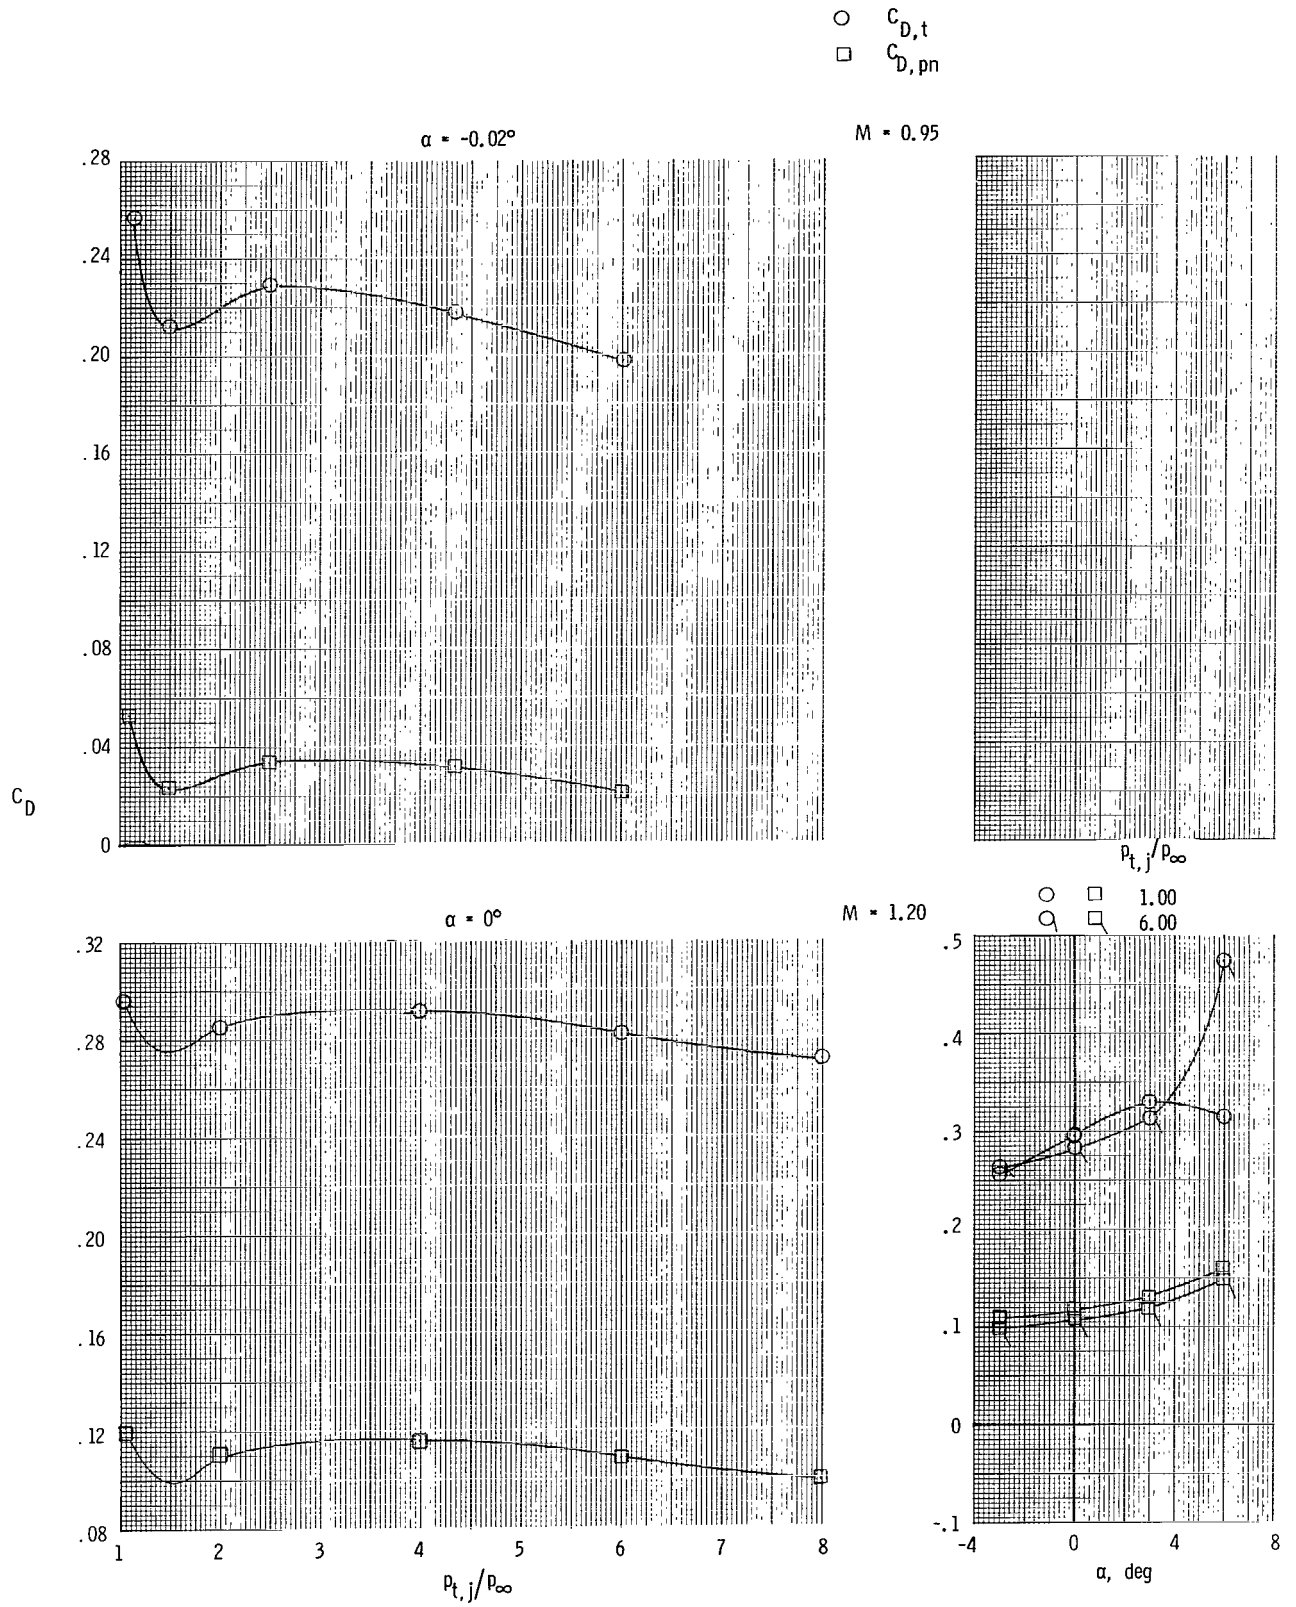 C_D,t
C_D,pn
α = -0.02°
M = 0.95
.28
.24
.20
.16
.12
.08
.04
0
C_D
p_t,j/p_∞
1.00
6.00
α = 0°
M = 1.20
.32
.28
.24
.20
.16
.12
.08
1 2 3 4 5 6 7 8
p_t,j/p_∞
.5
.4
.3
.2
.1
0
-.1
-4 0 4 8
α, deg